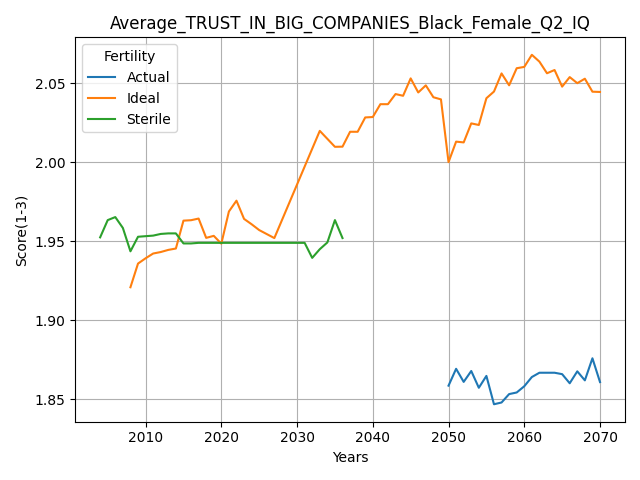 Average_TRUST_IN_BIG_COMPANIES_Black_Female_Q2_IQ
Fertility
Actual
Ideal
Sterile
Score(1-3)
2.05
2.00
1.95
1.90
1.85
2010 2020 2030 2040 2050 2060 2070
Years